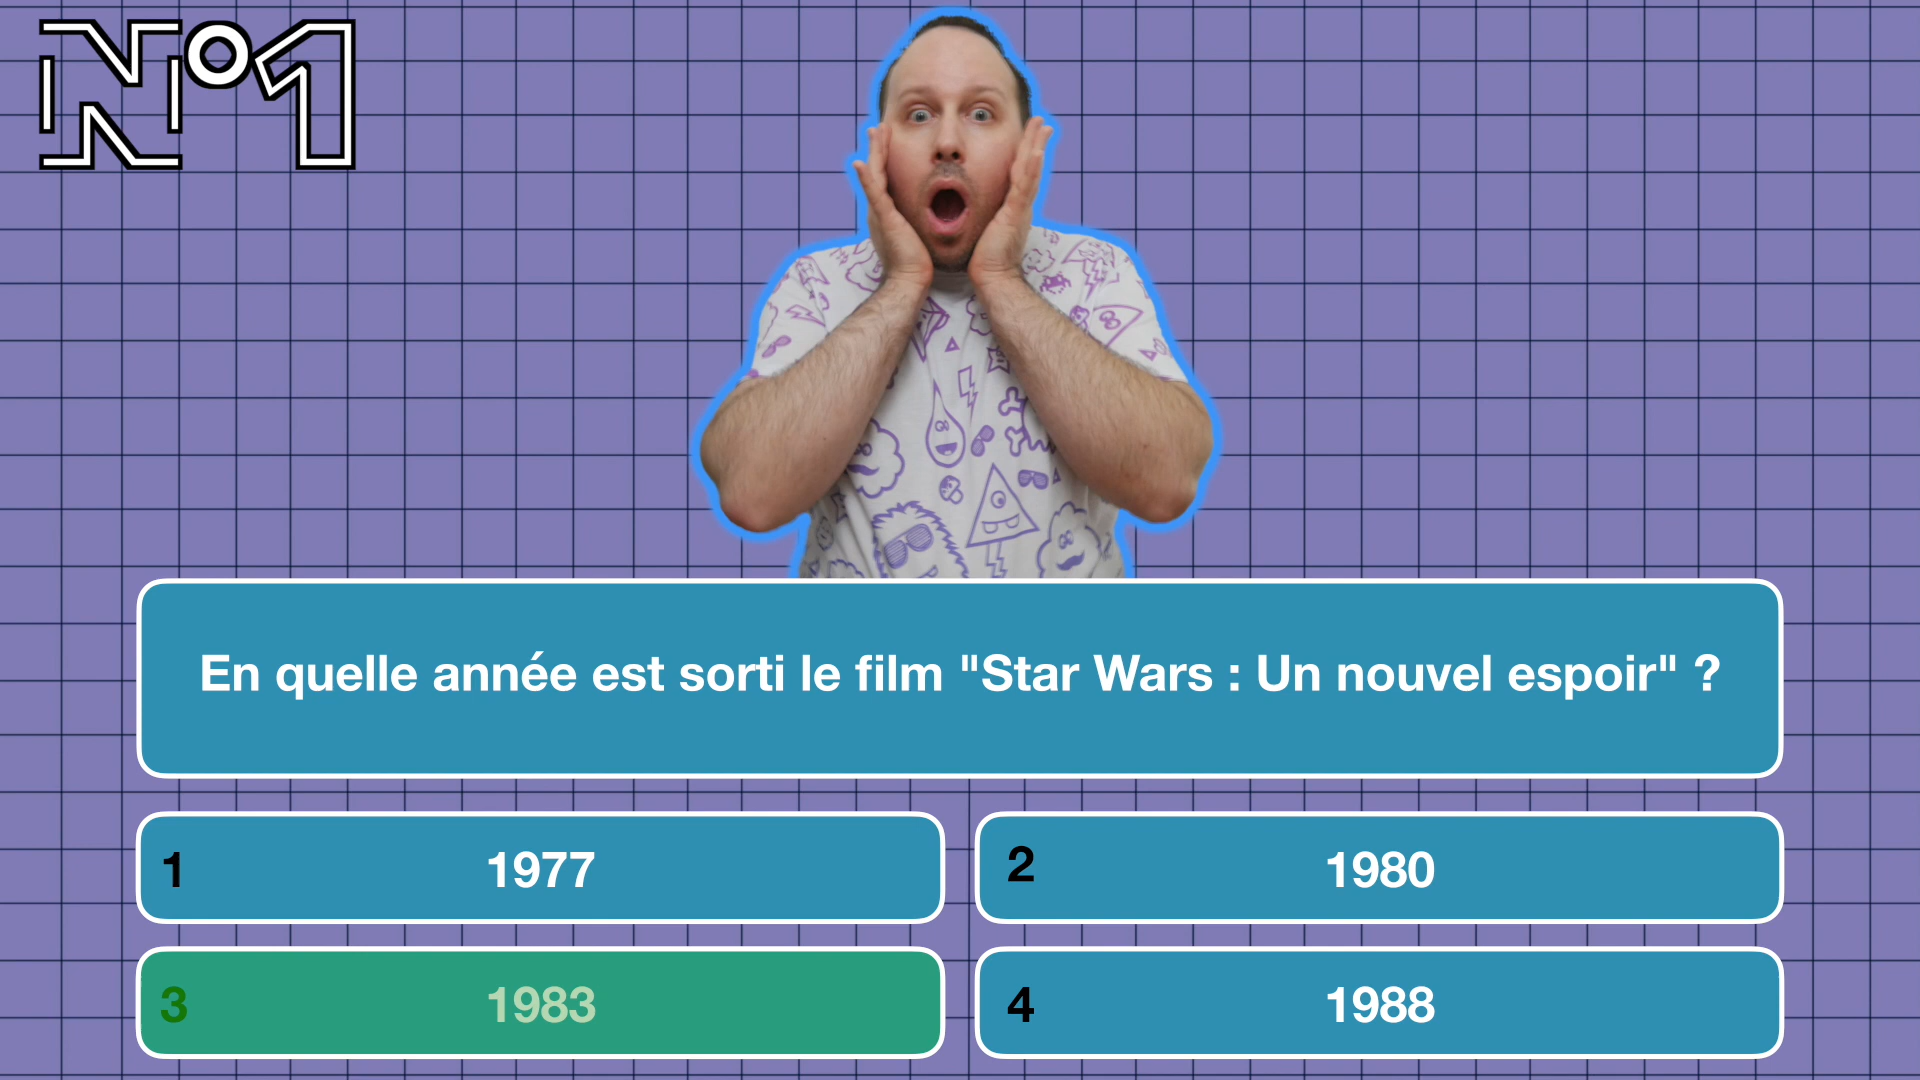 N°1
En quelle année est sorti le film "Star Wars : Un nouvel espoir" ?
1 1977
2 1980
3 1983
4 1988